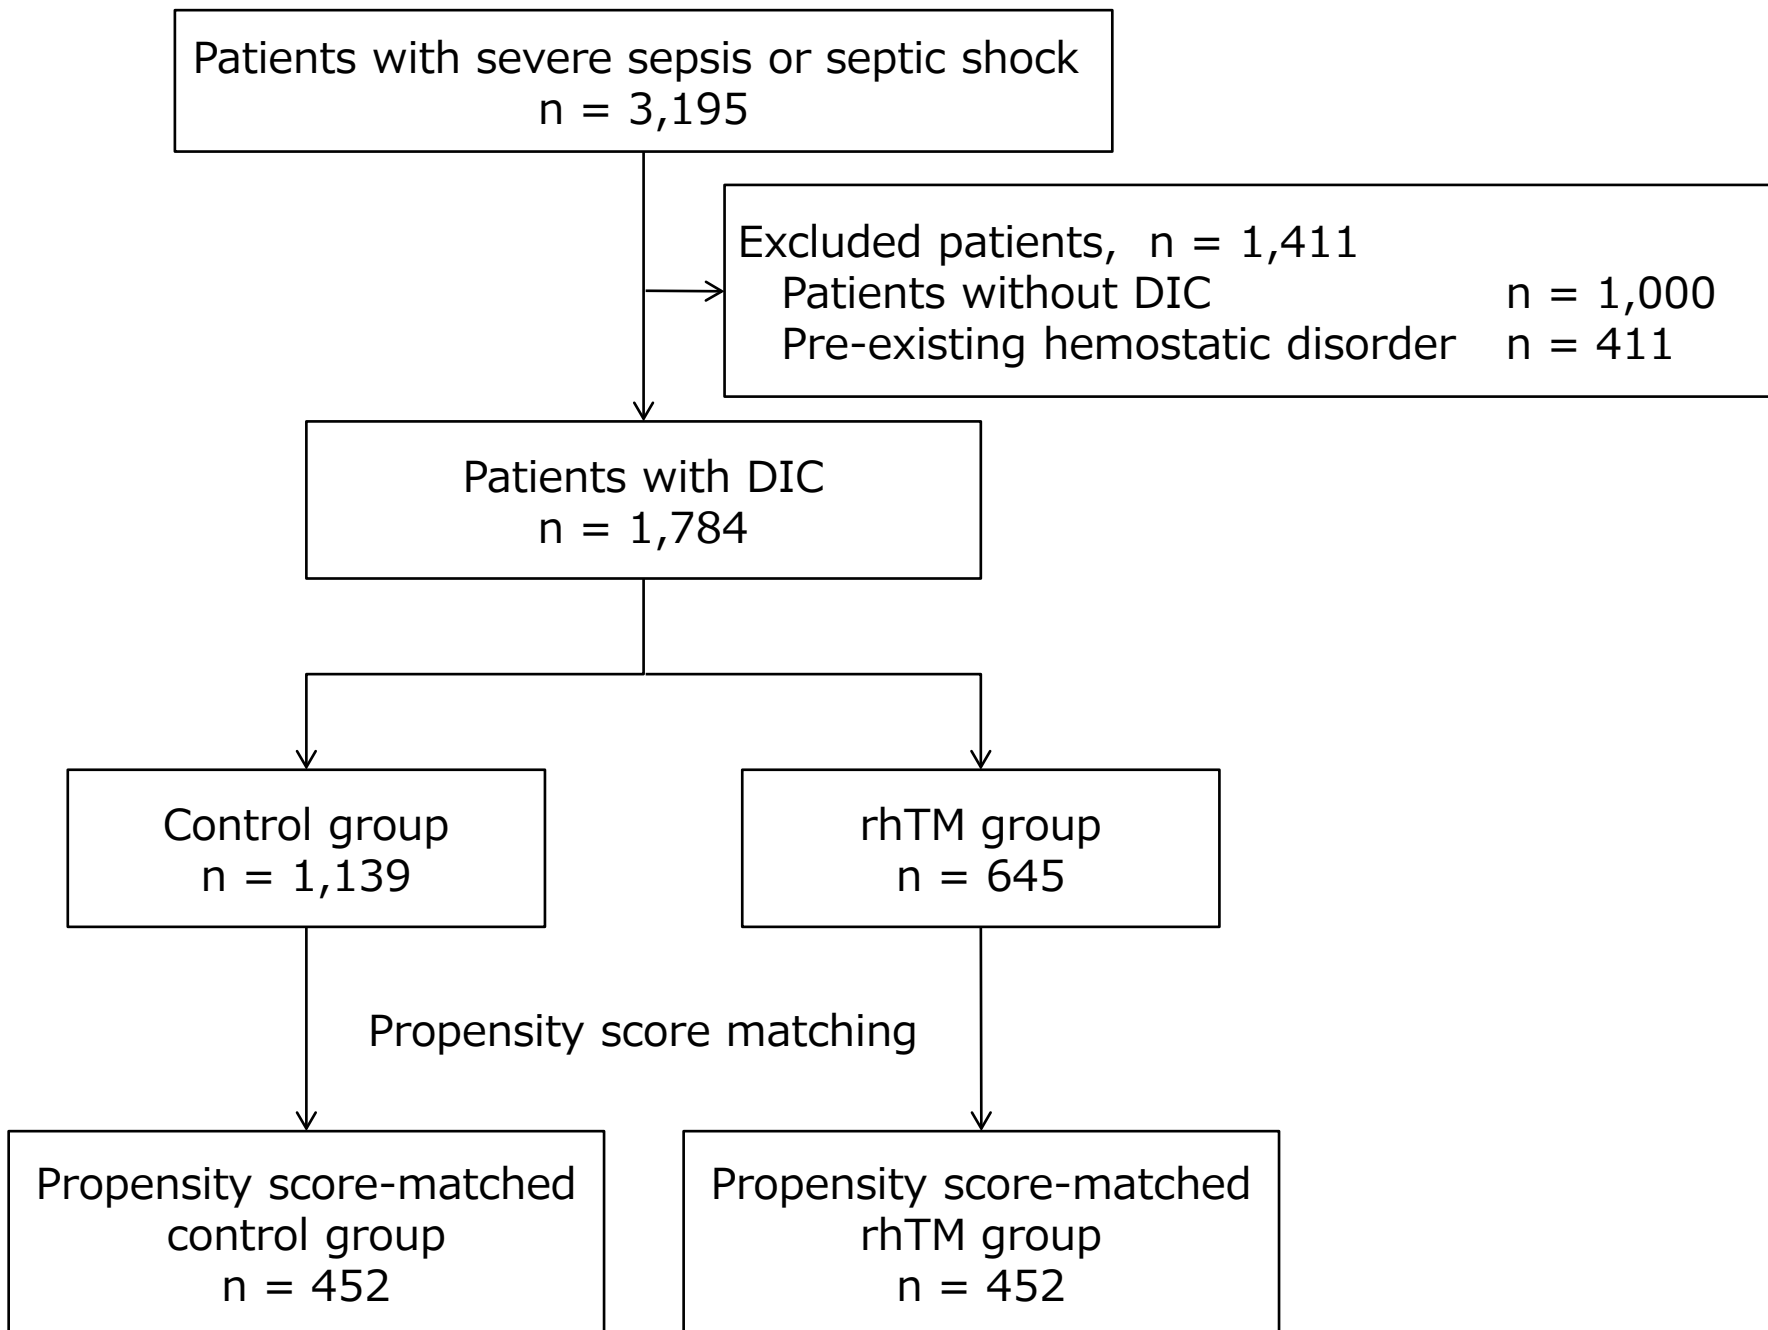 Patients with severe sepsis or septic shock
n = 3,195
Excluded patients, n = 1,411
Patients without DIC n = 1,000
Pre-existing hemostatic disorder n = 411
Patients with DIC
n = 1,784
Control group
n = 1,139
rhTM group
n = 645
Propensity score matching
Propensity score-matched
control group
n = 452
Propensity score-matched
rhTM group
n = 452